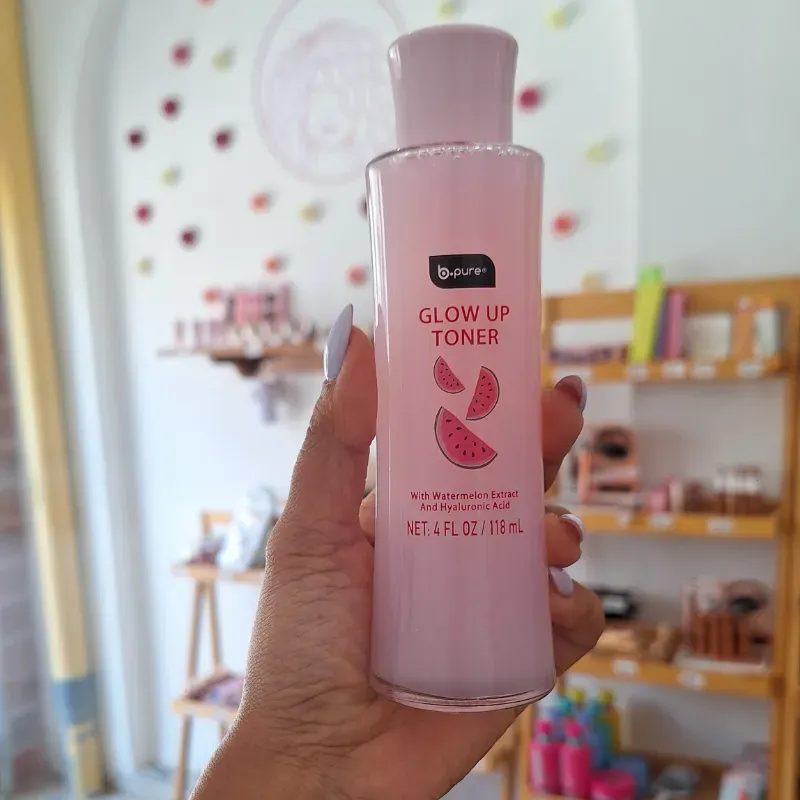 b•pure®
GLOW UP
TONER
With Watermelon Extract
And Hyaluronic Acid
NET: 4 FL OZ / 118 mL